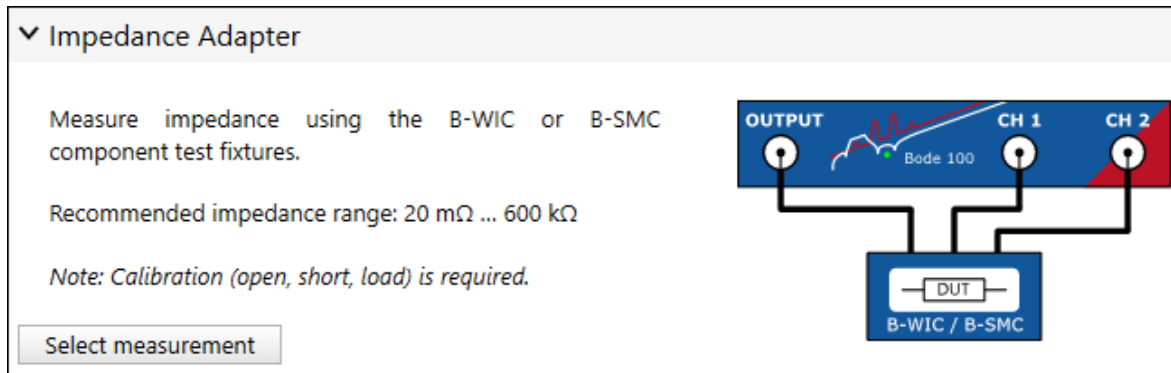 Impedance Adapter
Measure impedance using the B-WIC or B-SMC
component test fixtures.
Recommended impedance range: 20 mΩ ... 600 kΩ
Note: Calibration (open, short, load) is required.
Select measurement
OUTPUT
CH 1
CH 2
Bode 100
DUT
B-WIC / B-SMC